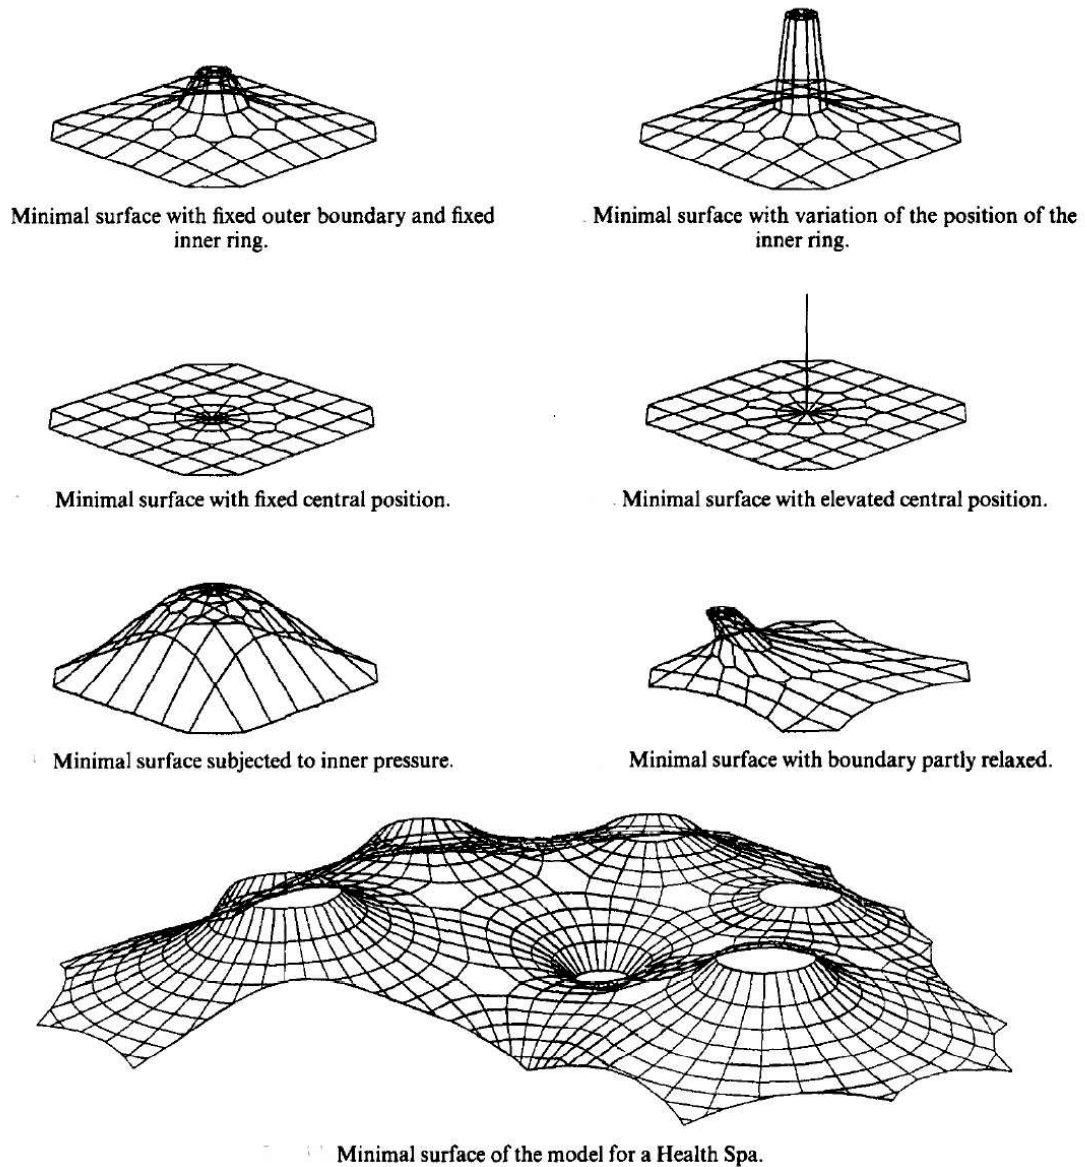 Minimal surface with fixed outer boundary and fixed
inner ring.
Minimal surface with variation of the position of the
inner ring.
Minimal surface with fixed central position.
Minimal surface with elevated central position.
Minimal surface subjected to inner pressure.
Minimal surface with boundary partly relaxed.
Minimal surface of the model for a Health Spa.